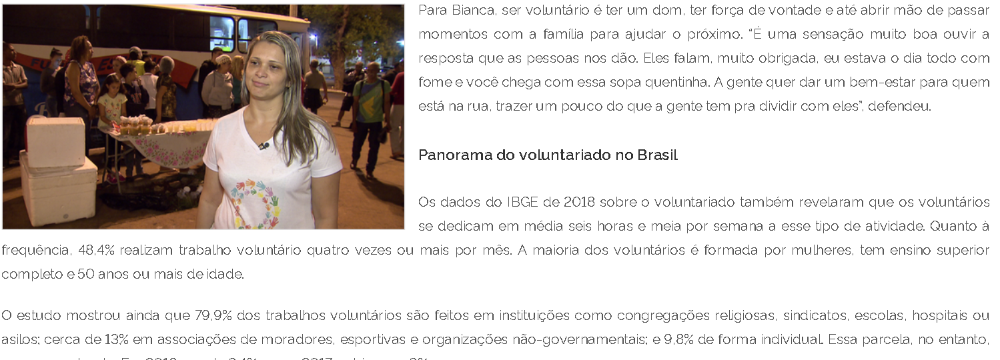 Para Bianca, ser voluntário é ter um dom, ter força de vontade e até abrir mão de passar
momentos com a família para ajudar o próximo. “É uma sensação muito boa ouvir a
resposta que as pessoas nos dão. Eles falam, muito obrigada, eu estava o dia todo com
fome e você chega com essa sopa quentinha. A gente quer dar um bem-estar para quem
está na rua, trazer um pouco do que a gente tem pra dividir com eles”, defendeu.
Panorama do voluntariado no Brasil
Os dados do IBGE de 2018 sobre o voluntariado também revelaram que os voluntários
se dedicam em média seis horas e meia por semana a esse tipo de atividade. Quanto à
frequência, 48,4% realizam trabalho voluntário quatro vezes ou mais por mês. A maioria dos voluntários é formada por mulheres, tem ensino superior
completo e 50 anos ou mais de idade.
O estudo mostrou ainda que 79,9% dos trabalhos voluntários são feitos em instituições como congregações religiosas, sindicatos, escolas, hospitais ou
asilos; cerca de 13% em associações de moradores, esportivas e organizações não-governamentais; e 9,8% de forma individual. Essa parcela, no entanto,